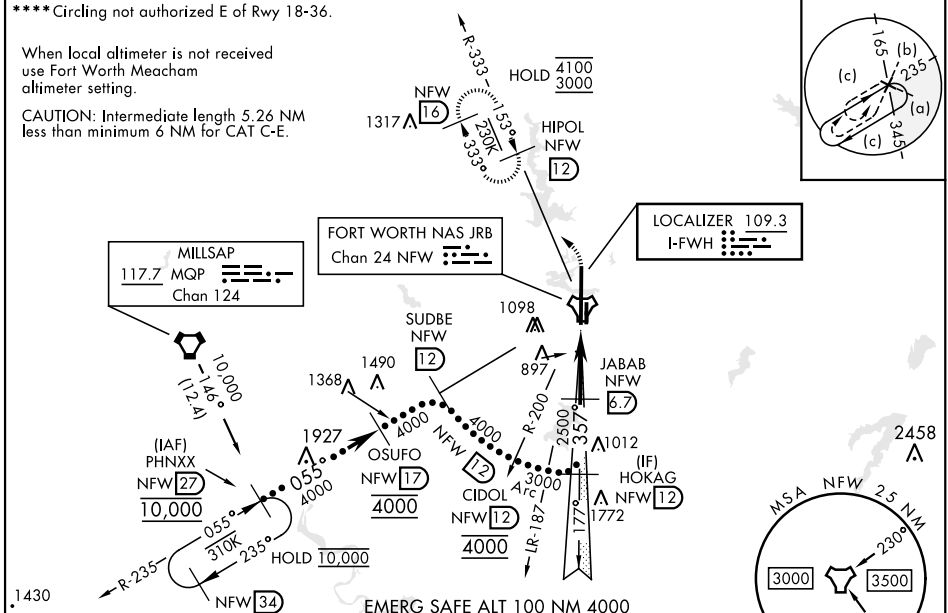 ****Circling not authorized E of Rwy 18-36.
When local altimeter is not received
use Fort Worth Meacham
altimeter setting.
CAUTION: Intermediate length 5.26 NM
less than minimum 6 NM for CAT C-E.
R-333
HOLD 4100
3000
NFW
16
1317
153°
230K
333°
HIPOL
NFW
12
165
(b)
235
(c)
(a)
345
(c)
LOCALIZER 109.3
I-FWH
FORT WORTH NAS JRB
Chan 24 NFW
MILLSAP
117.7 MQP
Chan 124
10,000
146°
(12.4)
SUDBE
NFW
12
1098
897
1490
1368
JABAB
NFW
6.7
4000
4000
NFW
12
Arc
3000
R-200
2500
357°
1012
2458
1927
(IAF)
PHNXX
NFW 27
10,000
055°
4000
OSUFO
NFW 17
4000
CIDOL
NFW 12
4000
LR-187
177°
(IF)
HOKAG
NFW 12
1772
055°
310K
235°
HOLD 10,000
R-235
NFW 34
1430
MSA NFW 25 NM
230°
3000
3500
EMERG SAFE ALT 100 NM 4000